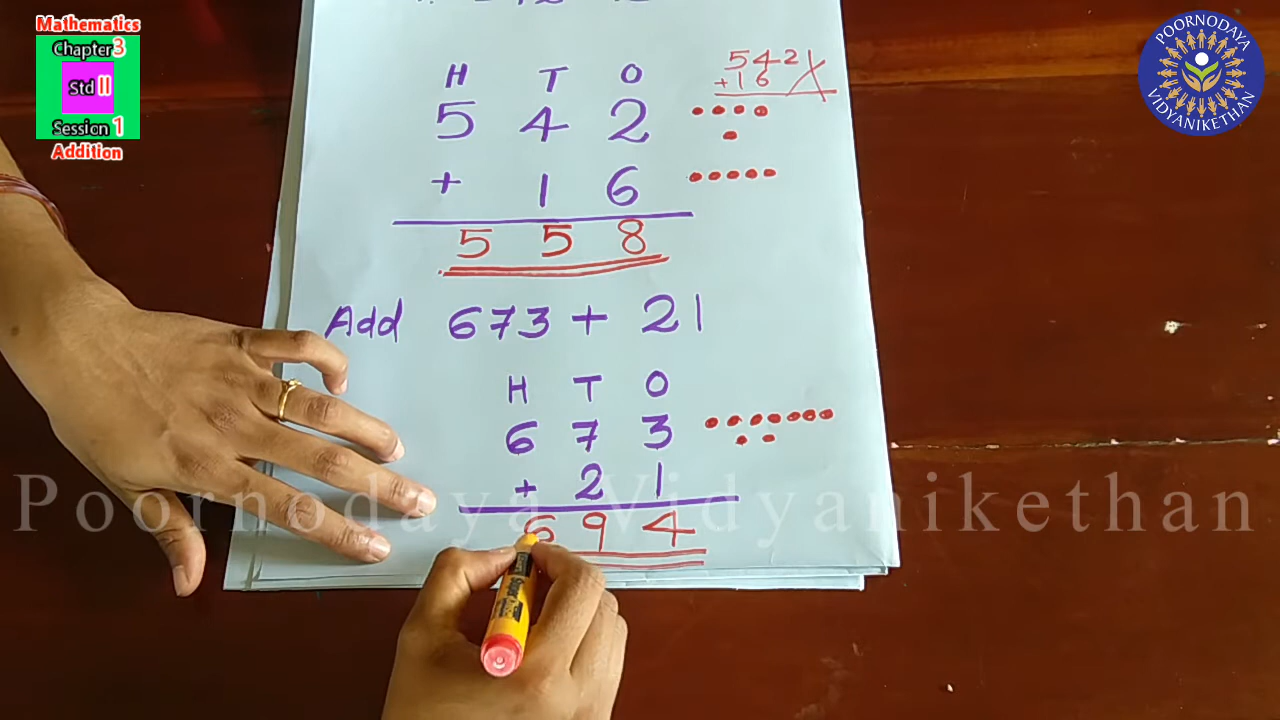 Mathematics
Chapter 3
Std II
Session 1
Addition
POORNODAYA
VIDYANIKETHAN
542
+16
H T O
5 4 2
+ 1 6
5 5 8
Add 673 + 21
H T O
6 7 3
+ 2 1
6 9 4
Poornodaya Vidyanikethan